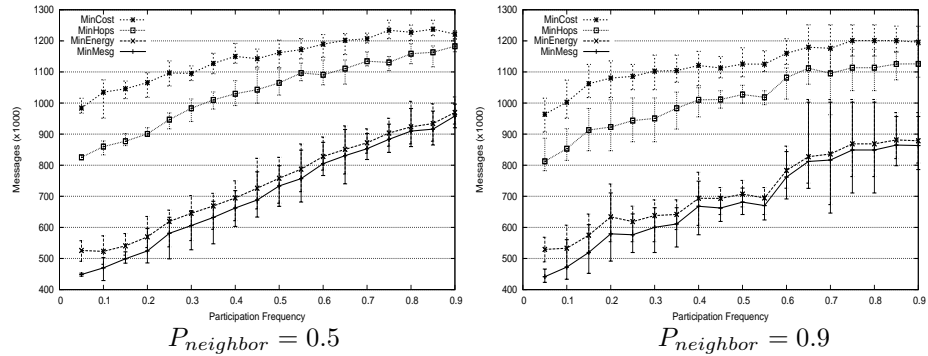 1300
1200
1100
1000
900
800
700
600
500
400
Messages (x1000)
MinCost
MinHops
MinEnergy
MinMesg
0 0.1 0.2 0.3 0.4 0.5 0.6 0.7 0.8 0.9
Participation Frequency
P_neighbor = 0.5
1300
1200
1100
1000
900
800
700
600
500
400
Messages (x1000)
MinCost
MinHops
MinEnergy
MinMesg
0 0.1 0.2 0.3 0.4 0.5 0.6 0.7 0.8 0.9
Participation Frequency
P_neighbor = 0.9